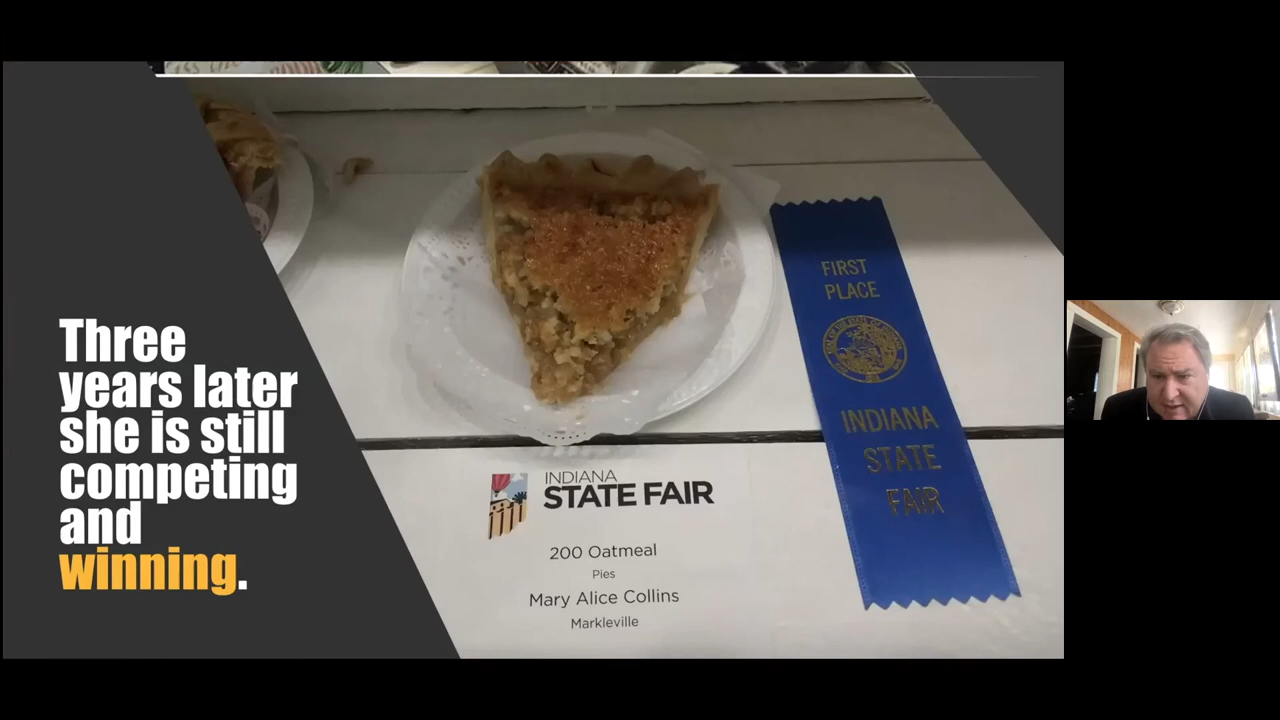 Three
years later
she is still
competing
and
winning.
FIRST
PLACE
INDIANA
STATE
FAIR
INDIANA
STATE FAIR
200 Oatmeal
Pies
Mary Alice Collins
Markleville